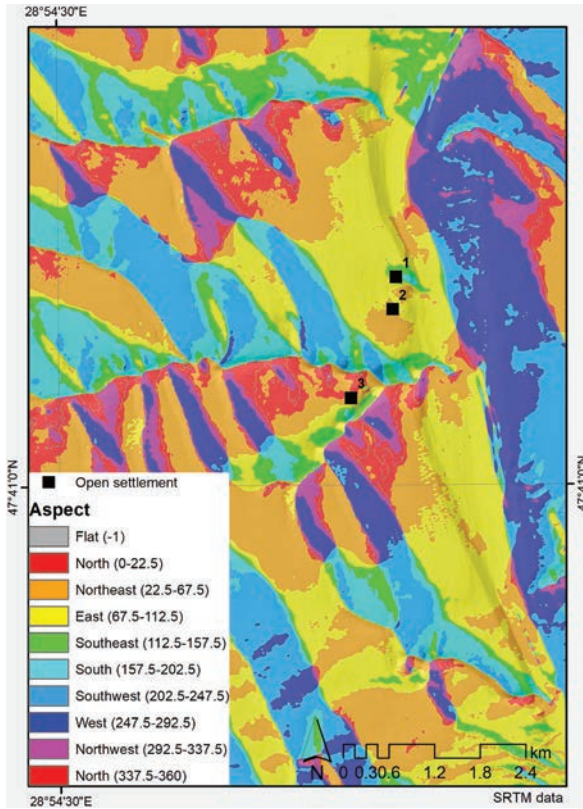 28°54'30"E
1
2
3
47°41'0"N
47°41'0"N
Open settlement
Aspect
Flat (-1)
North (0-22.5)
Northeast (22.5-67.5)
East (67.5-112.5)
Southeast (112.5-157.5)
South (157.5-202.5)
Southwest (202.5-247.5)
West (247.5-292.5)
Northwest (292.5-337.5)
North (337.5-360)
N
km
0 0.30.6 1.2 1.8 2.4
28°54'30"E
SRTM data